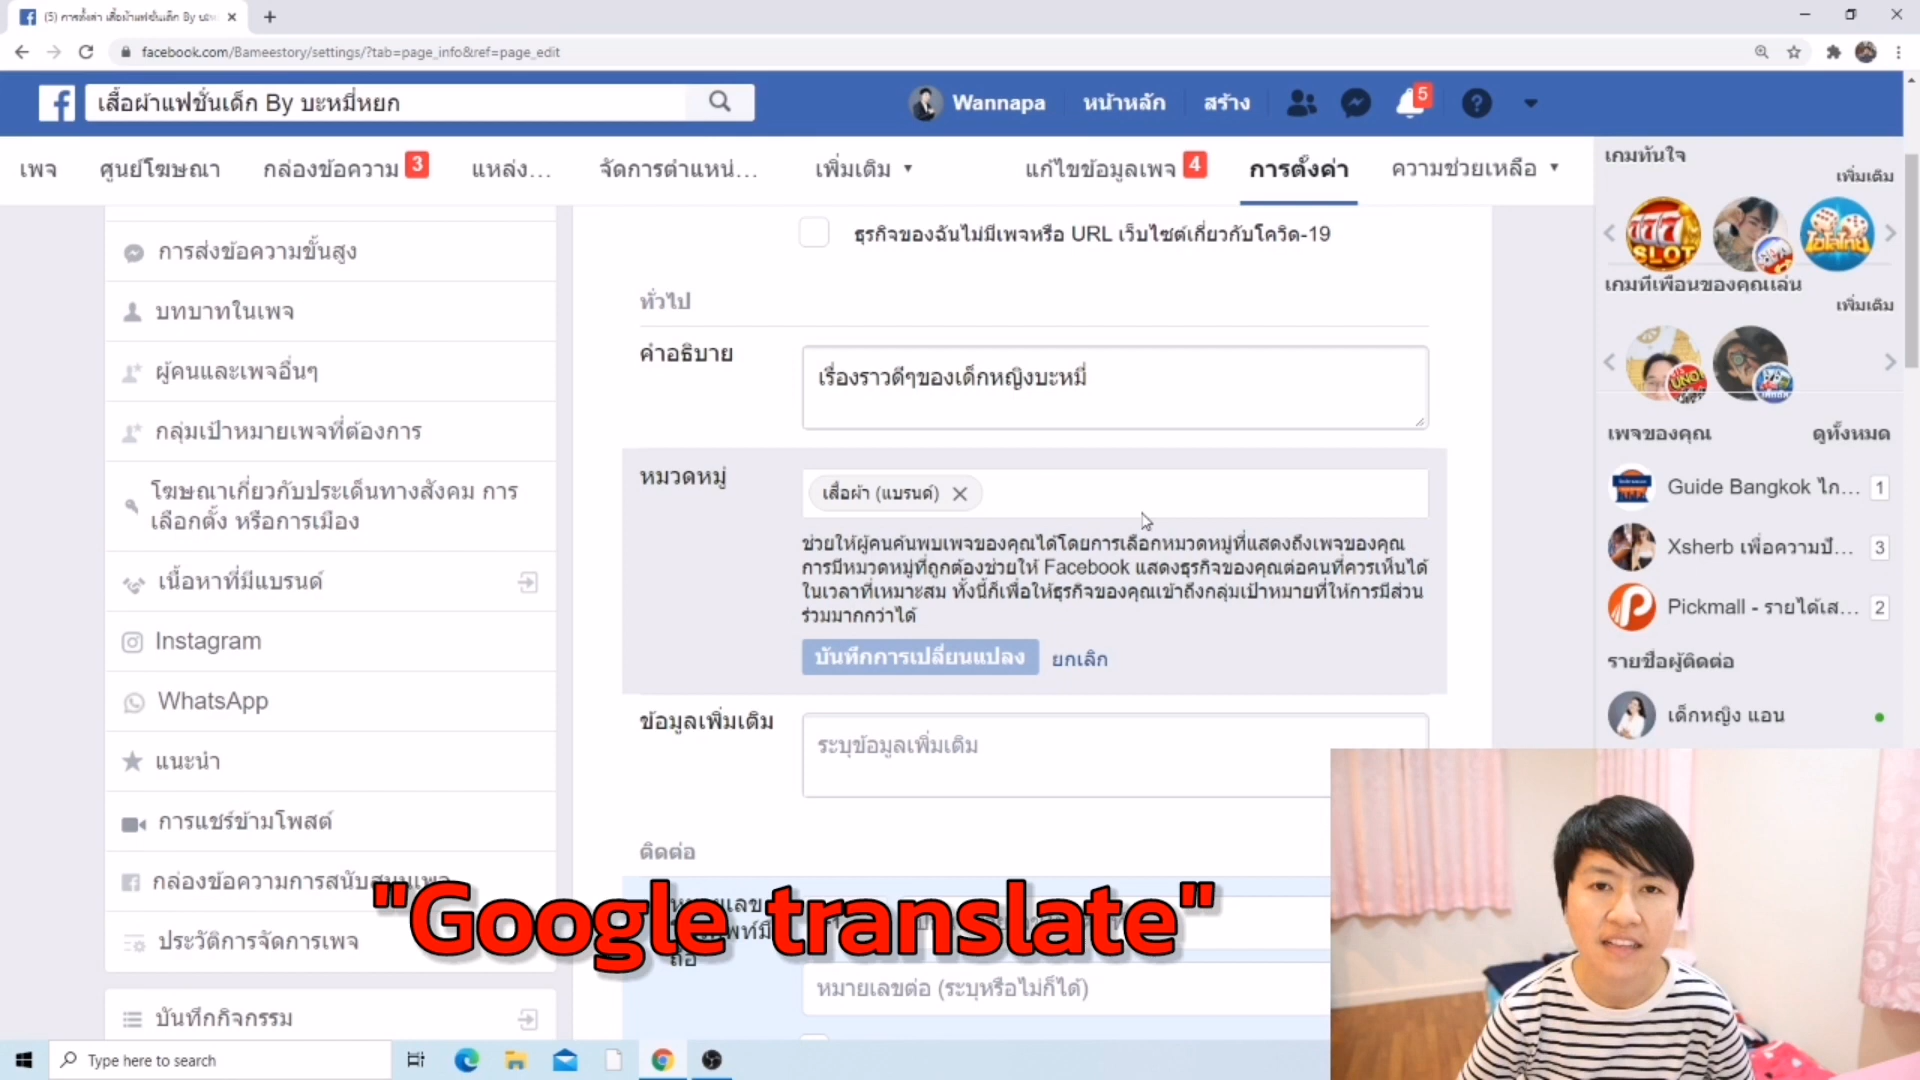 (5) การตั้งค่า เสื้อผ้าแฟชั่นเด็ก By
facebook.com/Bameestory/settings/?tab=page_info&ref=page_edit
เสื้อผ้าแฟชั่นเด็ก By บะหมี่หยก
Wannapa
หน้าหลัก
สร้าง
5
เพจ
ศูนย์โฆษณา
กล่องข้อความ 3
แหล่ง...
จัดการตำแหน่...
เพิ่มเติม
แก้ไขข้อมูลเพจ 4
การตั้งค่า
ความช่วยเหลือ
การส่งข้อความขั้นสูง
บทบาทในเพจ
ผู้คนและเพจอื่นๆ
กลุ่มเป้าหมายเพจที่ต้องการ
โฆษณาเกี่ยวกับประเด็นทางสังคม การ
เลือกตั้ง หรือการเมือง
เนื้อหาที่มีแบรนด์
Instagram
WhatsApp
แนะนำ
การแชร์ข้ามโพสต์
กล่องข้อความการสนับสนุนเพจ
ประวัติการจัดการเพจ
บันทึกกิจกรรม
ธุรกิจของฉันไม่มีเพจหรือ URL เว็บไซต์เกี่ยวกับโควิด-19
ทั่วไป
คำอธิบาย
เรื่องราวดีๆของเด็กหญิงบะหมี่
หมวดหมู่
เสื้อผ้า (แบรนด์)
ช่วยให้ผู้คนค้นพบเพจของคุณได้โดยการเลือกหมวดหมู่ที่แสดงถึงเพจของคุณ
การมีหมวดหมู่ที่ถูกต้องช่วยให้ Facebook แสดงธุรกิจของคุณต่อคนที่ควรเห็นได้
ในเวลาที่เหมาะสม ทั้งนี้ก็เพื่อให้ธุรกิจของคุณเข้าถึงกลุ่มเป้าหมายที่ให้การมีส่วน
ร่วมมากกว่าได้
บันทึกการเปลี่ยนแปลง
ยกเลิก
ข้อมูลเพิ่มเติม
ระบุข้อมูลเพิ่มเติม
ติดต่อ
"Google translate"
หมายเลขต่อ (ระบุหรือไม่ก็ได้)
เกมทันใจ
เพิ่มเติม
777
SLOT
ไฮโลไทย
เกมที่เพื่อนของคุณเล่น
เพิ่มเติม
UNO
เพจของคุณ
ดูทั้งหมด
Guide Bangkok ไก... 1
Xsherb เพื่อความป็... 3
Pickmall - รายได้เส... 2
รายชื่อผู้ติดต่อ
เด็กหญิง แอน
Type here to search